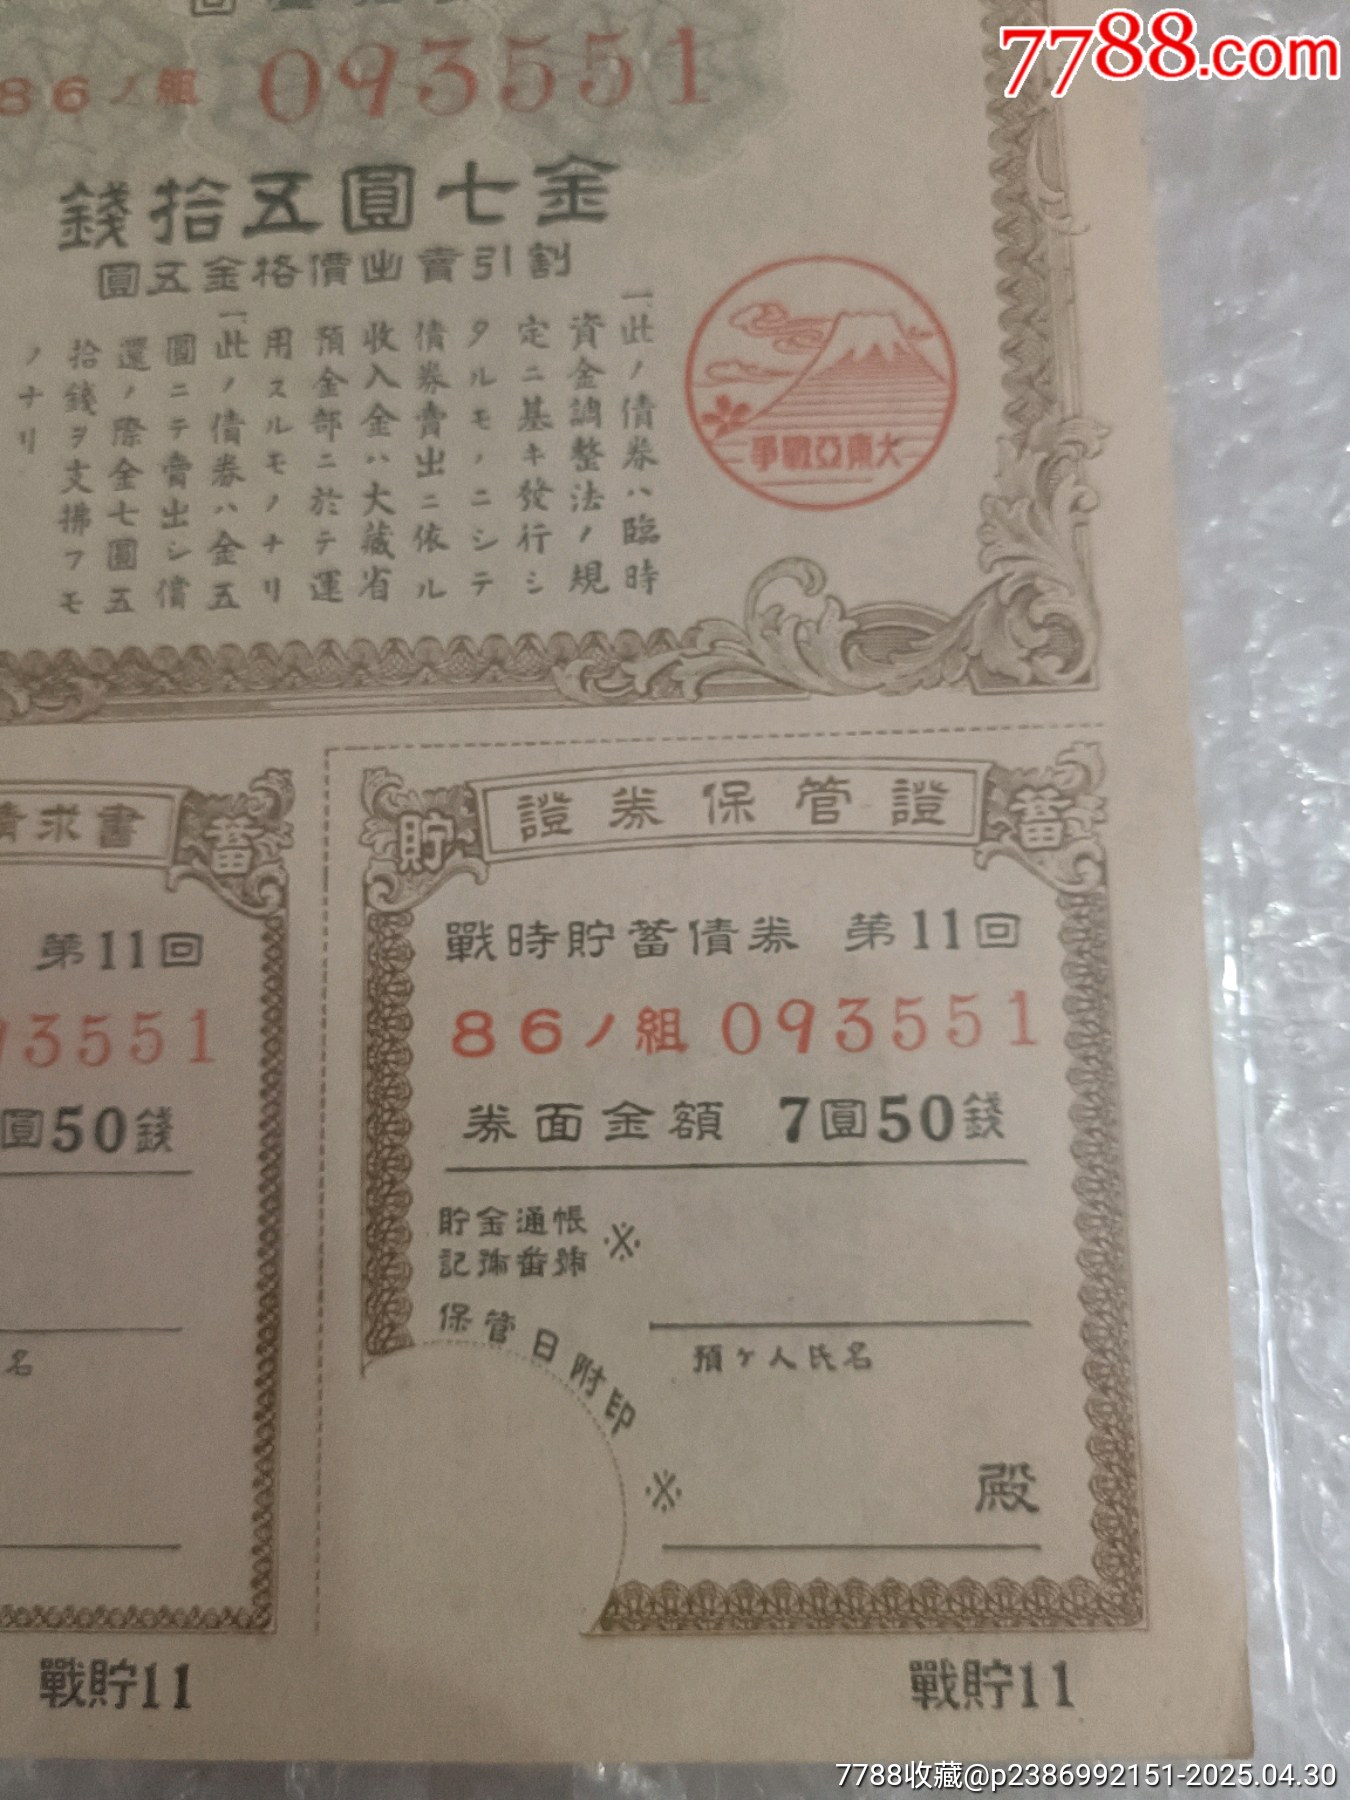 7788.com
86ノ組 093551
金七圓五拾錢
割引賣出價格金五圓
一、此ノ債券ハ臨時
資金調整法ノ規
定ニ基キ發行シ
タルモノニシテ
債券賣出ニ依ル
收入金ハ大藏省
預金部ニ於テ運
用スルモノナリ
一、此ノ債券ハ金五
圓ニテ賣出シ償
還ノ際金七圓五
拾錢ヲ支拂フモ
ノナリ
大東亞戰爭
求書
蓄
第11回
93551
圓50錢
名
戰貯11
貯
證券保管證
蓄
戰時貯蓄債券 第11回
86ノ組 093551
券面金額 7圓50錢
貯金通帳
記號番號
※
保管日附印
預ケ人氏名
※
殿
戰貯11
7788收藏@p2386992151-2025.04.30